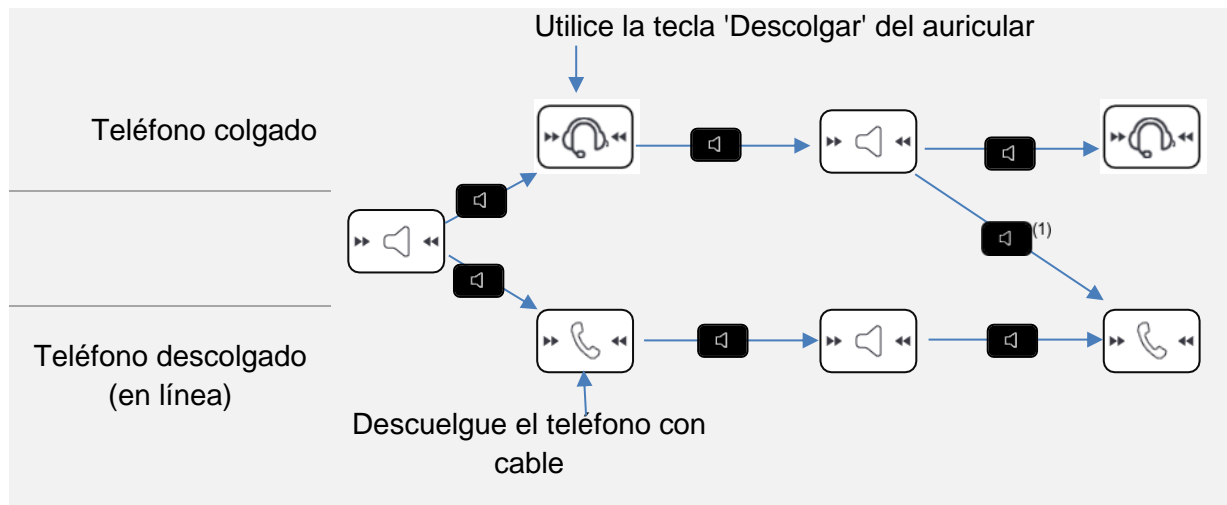 Utilice la tecla 'Descolgar' del auricular
Teléfono colgado
(1)
Teléfono descolgado
(en línea)
Descuelgue el teléfono con
cable